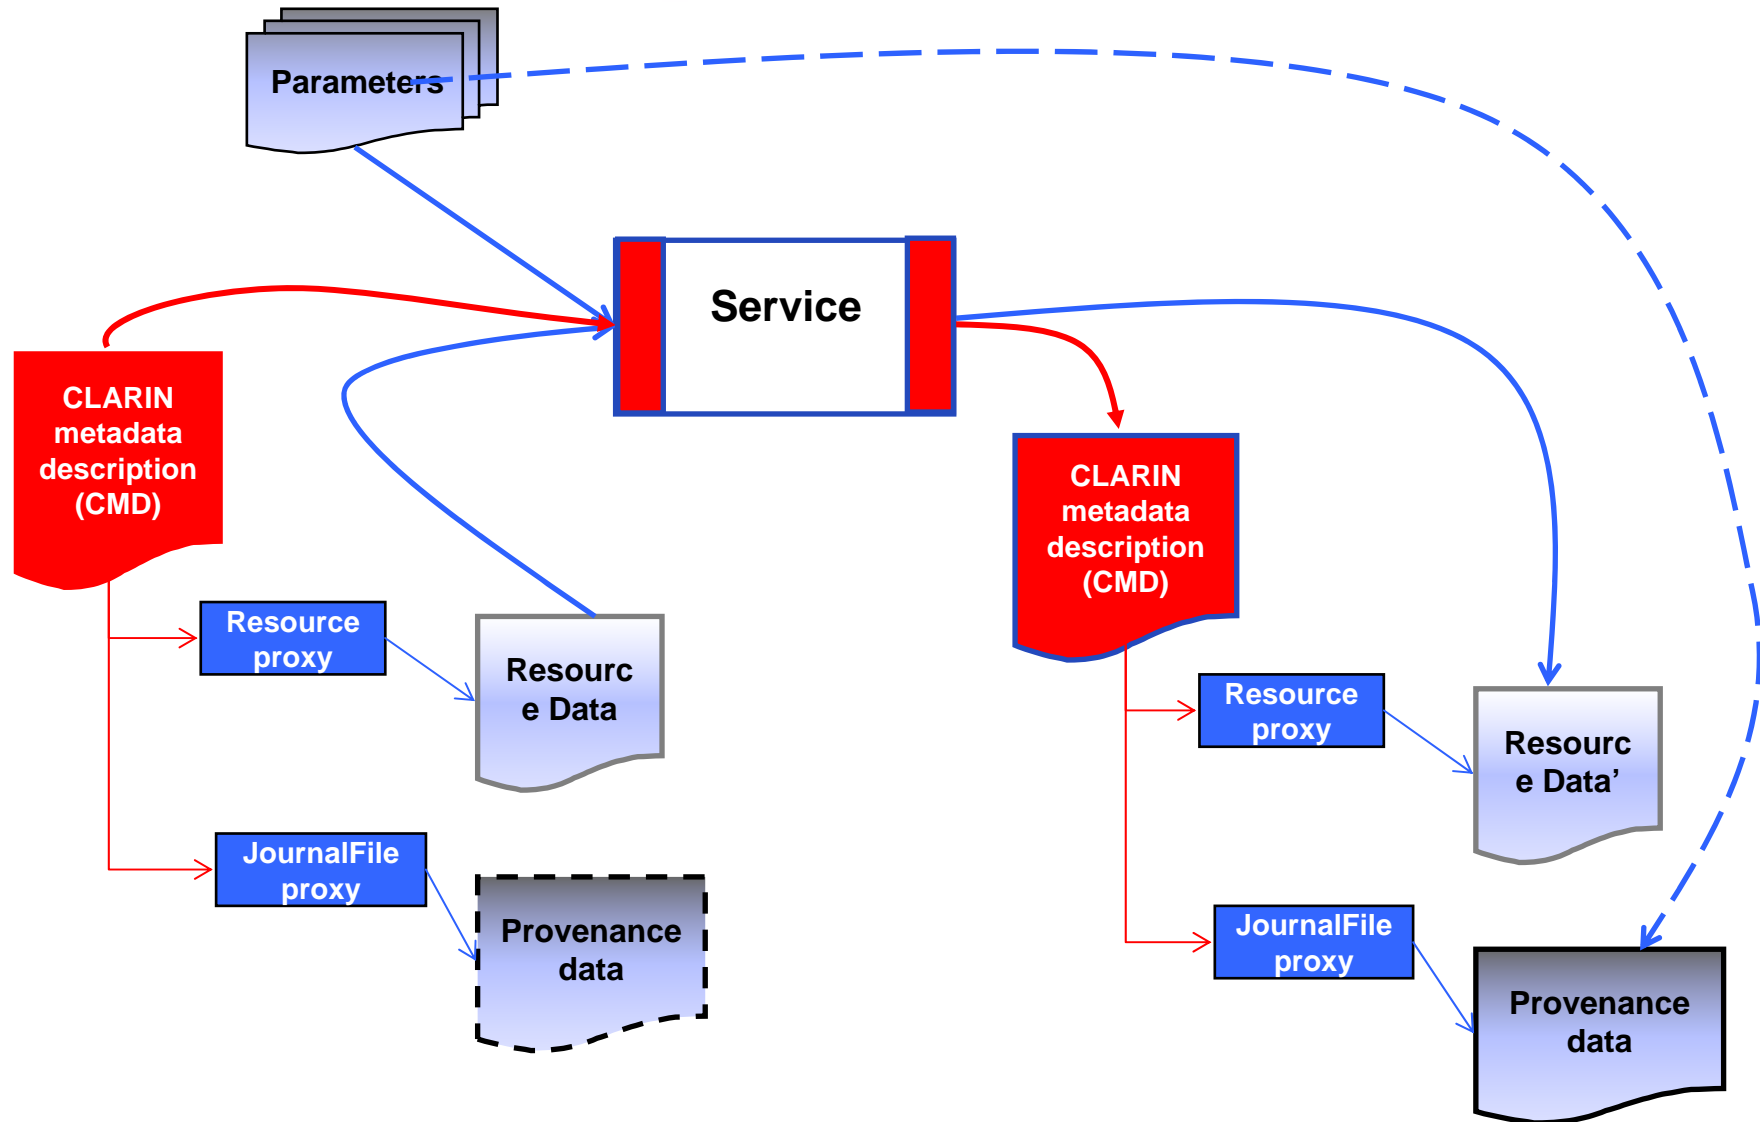 Parameters
Service
CLARIN
metadata
description
(CMD)
Resource
proxy
Resourc
e Data
JournalFile
proxy
Provenance
data
CLARIN
metadata
description
(CMD)
Resource
proxy
Resourc
e Data’
JournalFile
proxy
Provenance
data